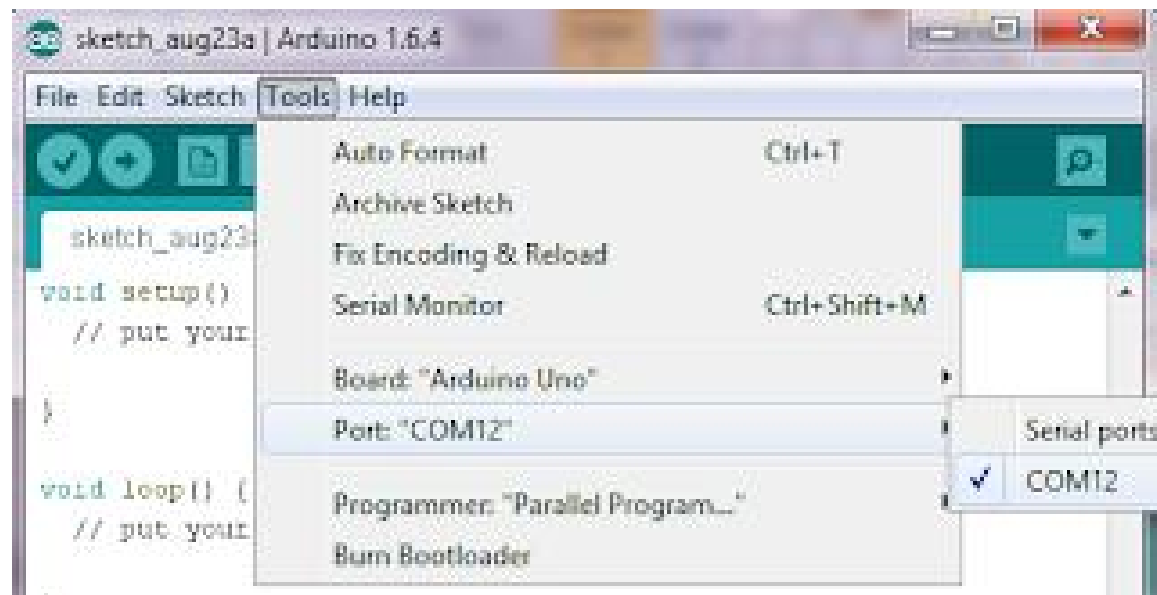 sketch_aug23a | Arduino 1.6.4
File Edit Sketch Tools Help
Auto Format Ctrl+T
Archive Sketch
sketch_aug23
Fix Encoding & Reload
void setup()
Serial Monitor Ctrl+Shift+M
// put your
Board: "Arduino Uno"
}
Port: "COM12"
Serial ports
COM12
void loop() {
Programmer: "Parallel Program..."
// put your
Burn Bootloader